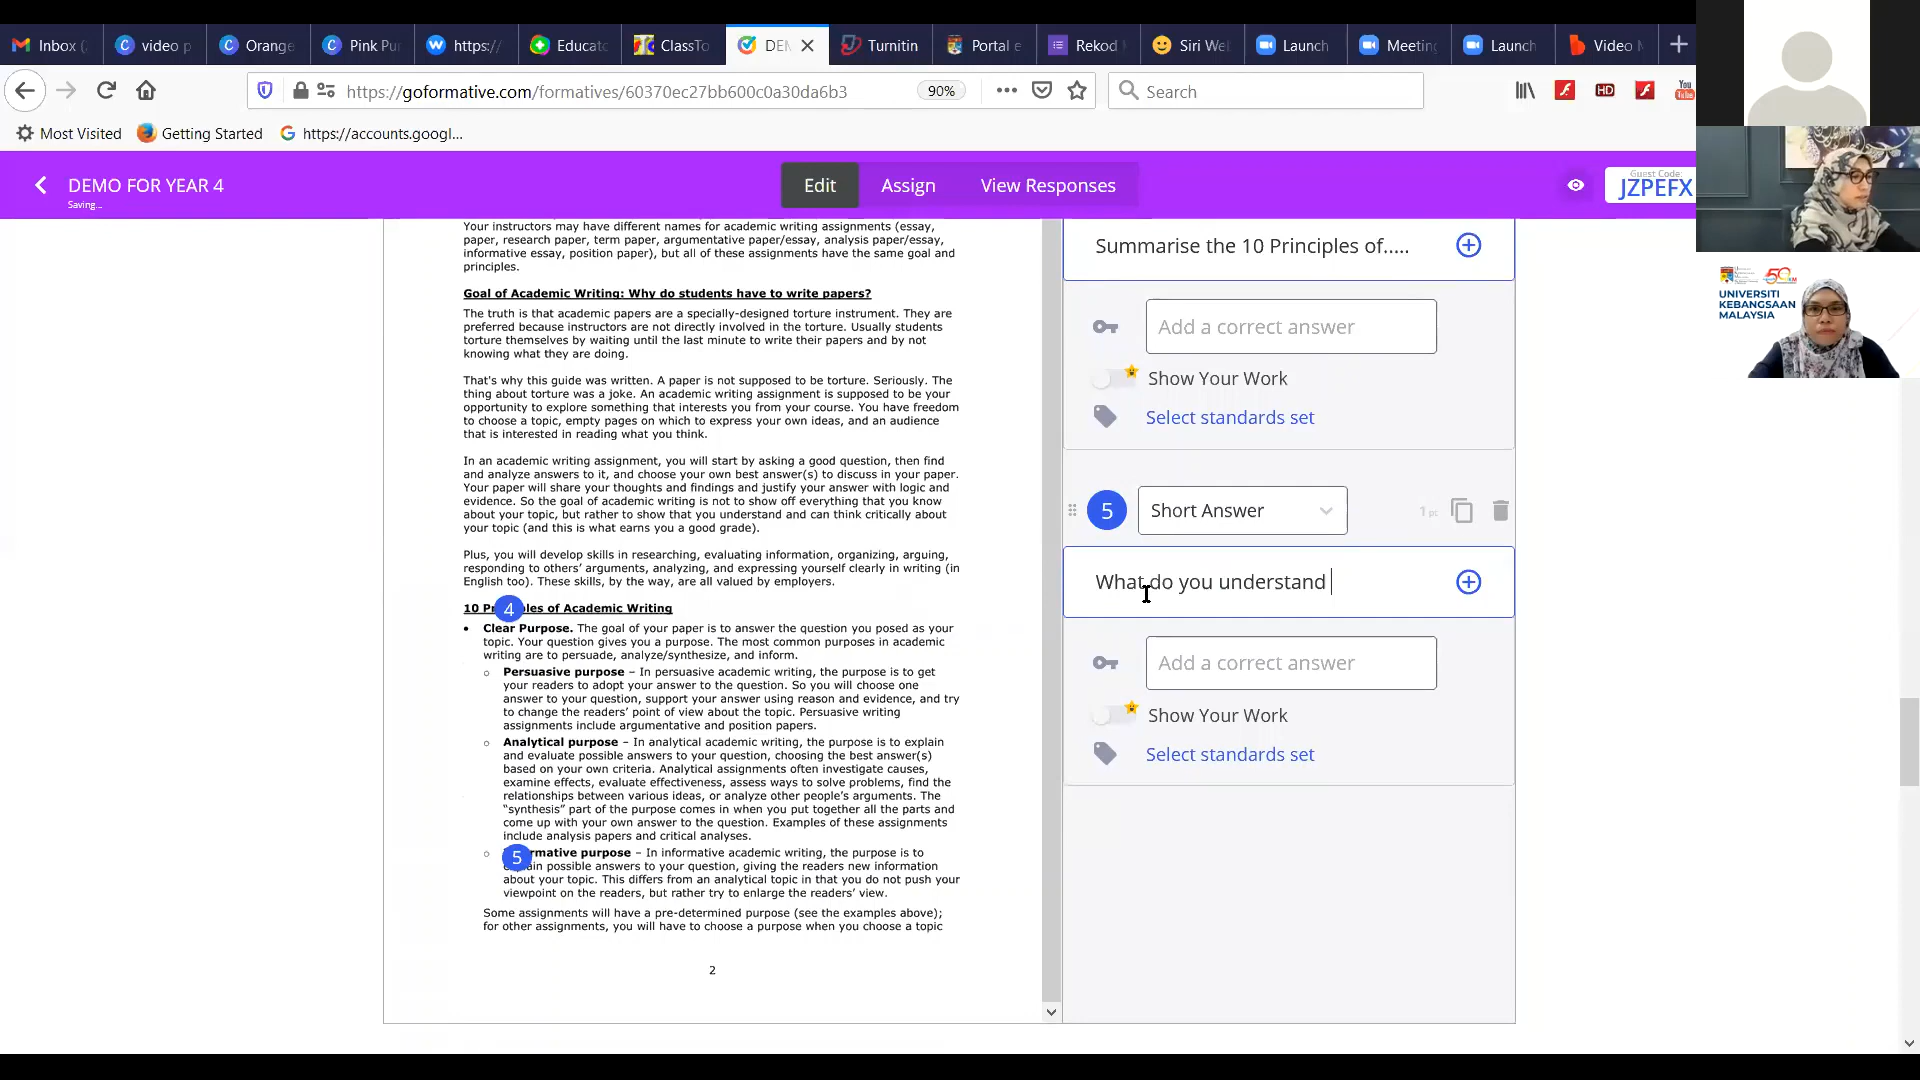 Inbox (
video p
Orange
Pink Pu
https:/
Educato
ClassTo
DE
Turnitin
Portal e
Rekod
Siri We
Launch
Meeting
Launch
Video
https://goformative.com/formatives/60370ec27bb600c0a30da6b3
90%
Search
HD
You
Most Visited
Getting Started
https://accounts.googl...
DEMO FOR YEAR 4
Saving...
Edit
Assign
View Responses
Guest Code:
JZPEFX
UNIVERSITI
KEBANGSAAN
MALAYSIA
Your instructors may have different names for academic writing assignments (essay,
paper, research paper, term paper, argumentative paper/essay, analysis paper/essay,
informative essay, position paper), but all of these assignments have the same goal and
principles.
Goal of Academic Writing: Why do students have to write papers?
The truth is that academic papers are a specially-designed torture instrument. They are
preferred because instructors are not directly involved in the torture. Usually students
torture themselves by waiting until the last minute to write their papers and by not
knowing what they are doing.
That's why this guide was written. A paper is not supposed to be torture. Seriously. The
thing about torture was a joke. An academic writing assignment is supposed to be your
opportunity to explore something that interests you from your course. You have freedom
to choose a topic, empty pages on which to express your own ideas, and an audience
that is interested in reading what you think.
In an academic writing assignment, you will start by asking a good question, then find
and analyze answers to it, and choose your own best answer(s) to discuss in your paper.
Your paper will share your thoughts and findings and justify your answer with logic and
evidence. So the goal of academic writing is not to show off everything that you know
about your topic, but rather to show that you understand and can think critically about
your topic (and this is what earns you a good grade).
Plus, you will develop skills in researching, evaluating information, organizing, arguing,
responding to others' arguments, analyzing, and expressing yourself clearly in writing (in
English too). These skills, by the way, are all valued by employers.
10 Pr 4 les of Academic Writing
• Clear Purpose. The goal of your paper is to answer the question you posed as your
topic. Your question gives you a purpose. The most common purposes in academic
writing are to persuade, analyze/synthesize, and inform.
o Persuasive purpose – In persuasive academic writing, the purpose is to get
your readers to adopt your answer to the question. So you will choose one
answer to your question, support your answer using reason and evidence, and try
to change the readers' point of view about the topic. Persuasive writing
assignments include argumentative and position papers.
o Analytical purpose – In analytical academic writing, the purpose is to explain
and evaluate possible answers to your question, choosing the best answer(s)
based on your own criteria. Analytical assignments often investigate causes,
examine effects, evaluate effectiveness, assess ways to solve problems, find the
relationships between various ideas, or analyze other people's arguments. The
"synthesis" part of the purpose comes in when you put together all the parts and
come up with your own answer to the question. Examples of these assignments
include analysis papers and critical analyses.
o 5 rmative purpose – In informative academic writing, the purpose is to
ain possible answers to your question, giving the readers new information
about your topic. This differs from an analytical topic in that you do not push your
viewpoint on the readers, but rather try to enlarge the readers' view.
Some assignments will have a pre-determined purpose (see the examples above);
for other assignments, you will have to choose a purpose when you choose a topic
2
Summarise the 10 Principles of.....
Add a correct answer
Show Your Work
Select standards set
5
Short Answer
1 pt
What do you understand
Add a correct answer
Show Your Work
Select standards set